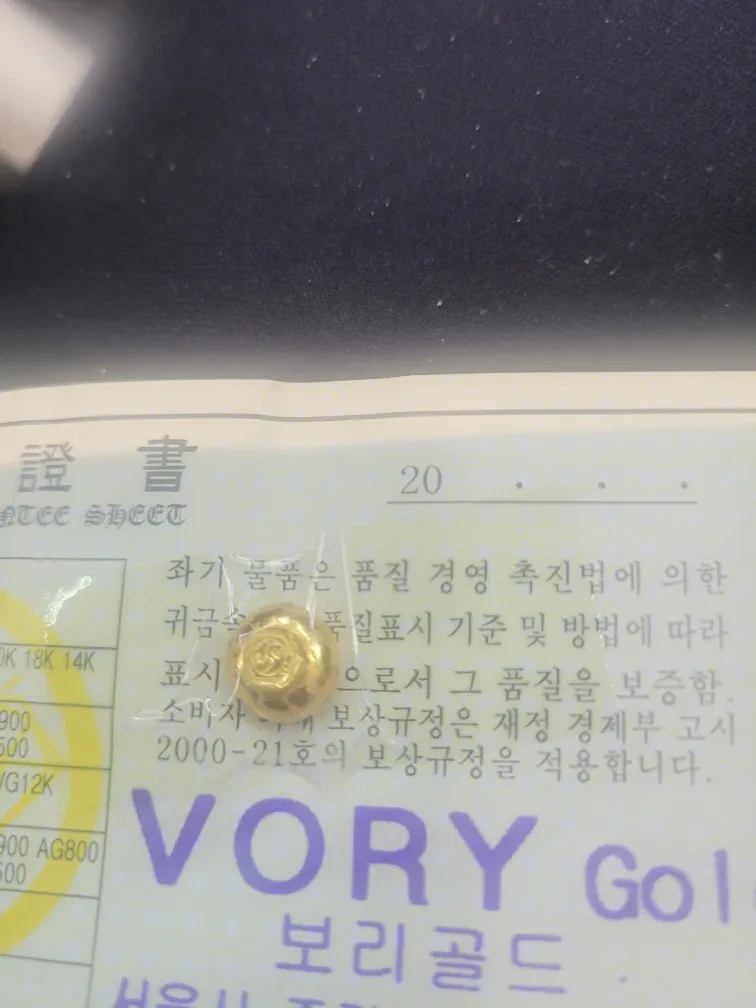 證 書
NTEE SHEET
20 . . .
좌기 물품은 품질 경영 촉진법에 의한
귀금속 품질표시 기준 및 방법에 따라
표시 으로서 그 품질을 보증함.
소비자 보상규정은 재정 경제부 고시
2000-21호의 보상규정을 적용합니다.
0K 18K 14K
900
500
/G12K
900 AG800
500
VORY Gol
보리골드
서울시